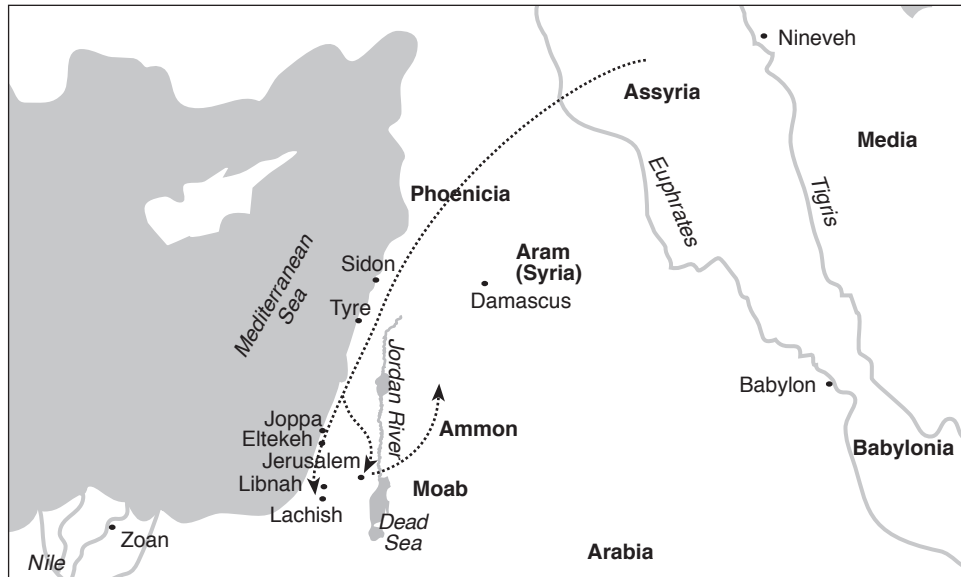 Nineveh
Assyria
Media
Euphrates
Tigris
Phoenicia
Mediterranean
Sea
Sidon
Aram
(Syria)
Damascus
Tyre
Jordan River
Babylon
Joppa
Eltekeh
Ammon
Jerusalem
Babylonia
Libnah
Moab
Lachish
Dead
Sea
Zoan
Arabia
Nile